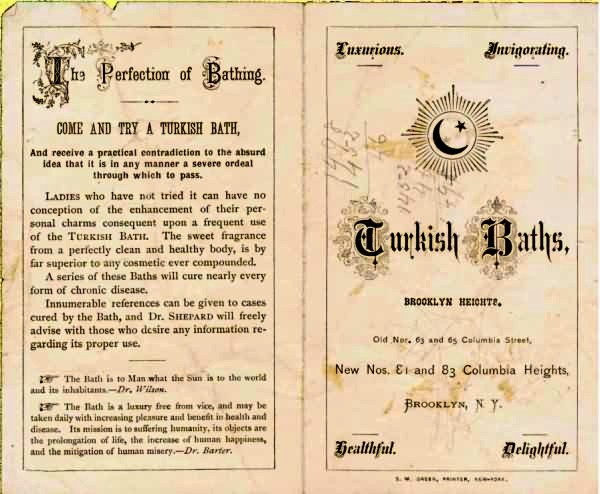 The Perfection of Bathing.
COME AND TRY A TURKISH BATH,
And receive a practical contradiction to the absurd
idea that it is in any manner a severe ordeal
through which to pass.
LADIES who have not tried it can have no
conception of the enhancement of their per-
sonal charms consequent upon a frequent use
of the TURKISH BATH. The sweet fragrance
from a perfectly clean and healthy body, is by
far superior to any cosmetic ever compounded.
A series of these Baths will cure nearly every
form of chronic disease.
Innumerable references can be given to cases
cured by the Bath, and DR. SHEPARD will freely
advise with those who desire any information re-
garding its proper use.
☞ The Bath is to Man what the Sun is to the world
and its inhabitants.—Dr. Wilson.
☞ The Bath is a luxury free from vice, and may be
taken daily with increasing pleasure and benefit in health and
disease. Its mission is to suffering humanity, its objects are
the prolongation of life, the increase of human happiness,
and the mitigation of human misery.—Dr. Barter.
Luxurious. Invigorating.
Turkish Baths,
BROOKLYN HEIGHTS.
Old Nor. 63 and 65 Columbia Street,
New Nos. 81 and 83 Columbia Heights,
BROOKLYN, N. Y.
Healthful. Delightful.
S. W. GREEN, PRINTER, NEW-YORK.